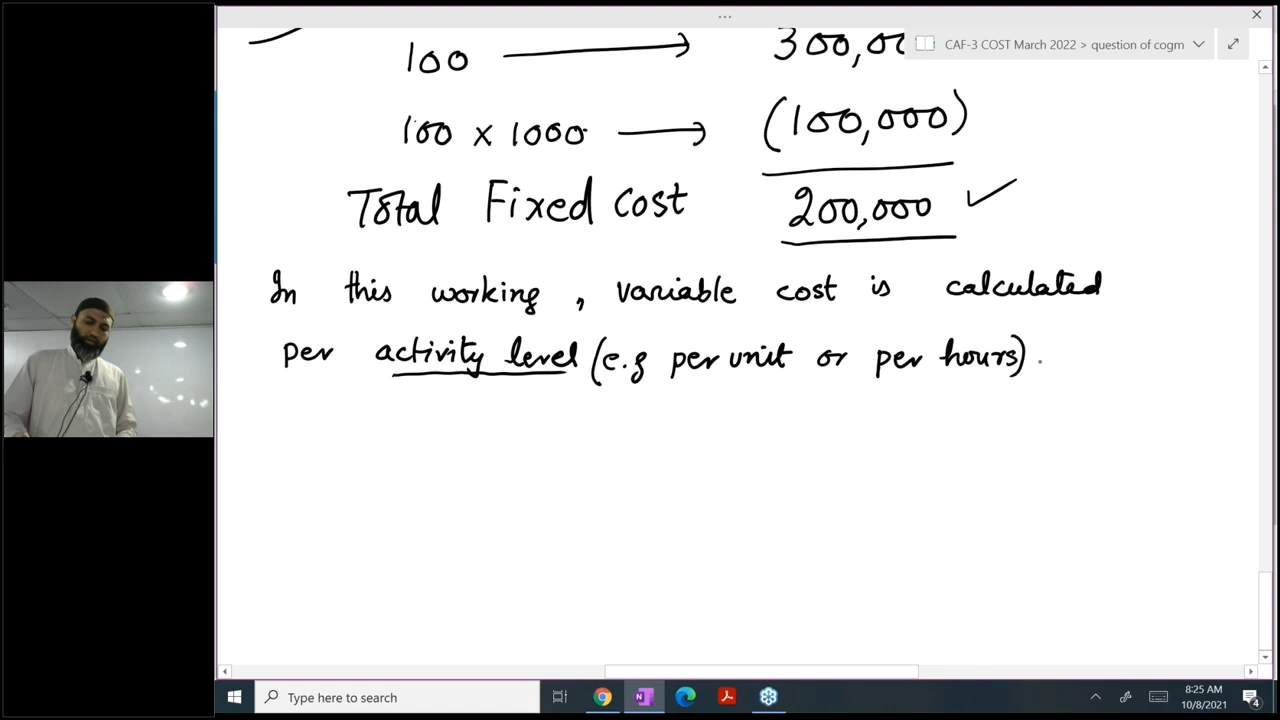 CAF-3 COST March 2022 > question of cogm
100 → 300,00
100 x 1000 → (100,000)
Total Fixed cost 200,000 ✓
In this working, variable cost is calculated
per activity level (e.g per unit or per hours).
Type here to search
8:25 AM
10/8/2021
4